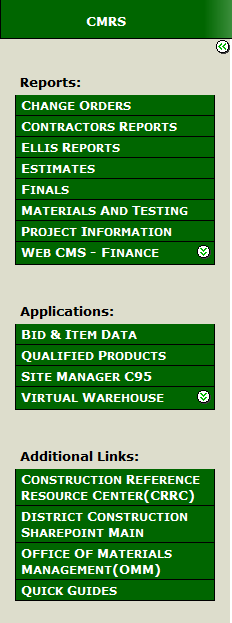 CMRS
Reports:
CHANGE ORDERS
CONTRACTORS REPORTS
ELLIS REPORTS
ESTIMATES
FINALS
MATERIALS AND TESTING
PROJECT INFORMATION
WEB CMS - FINANCE
Applications:
BID & ITEM DATA
QUALIFIED PRODUCTS
SITE MANAGER C95
VIRTUAL WAREHOUSE
Additional Links:
CONSTRUCTION REFERENCE
RESOURCE CENTER(CRRC)
DISTRICT CONSTRUCTION
SHAREPOINT MAIN
OFFICE OF MATERIALS
MANAGEMENT(OMM)
QUICK GUIDES